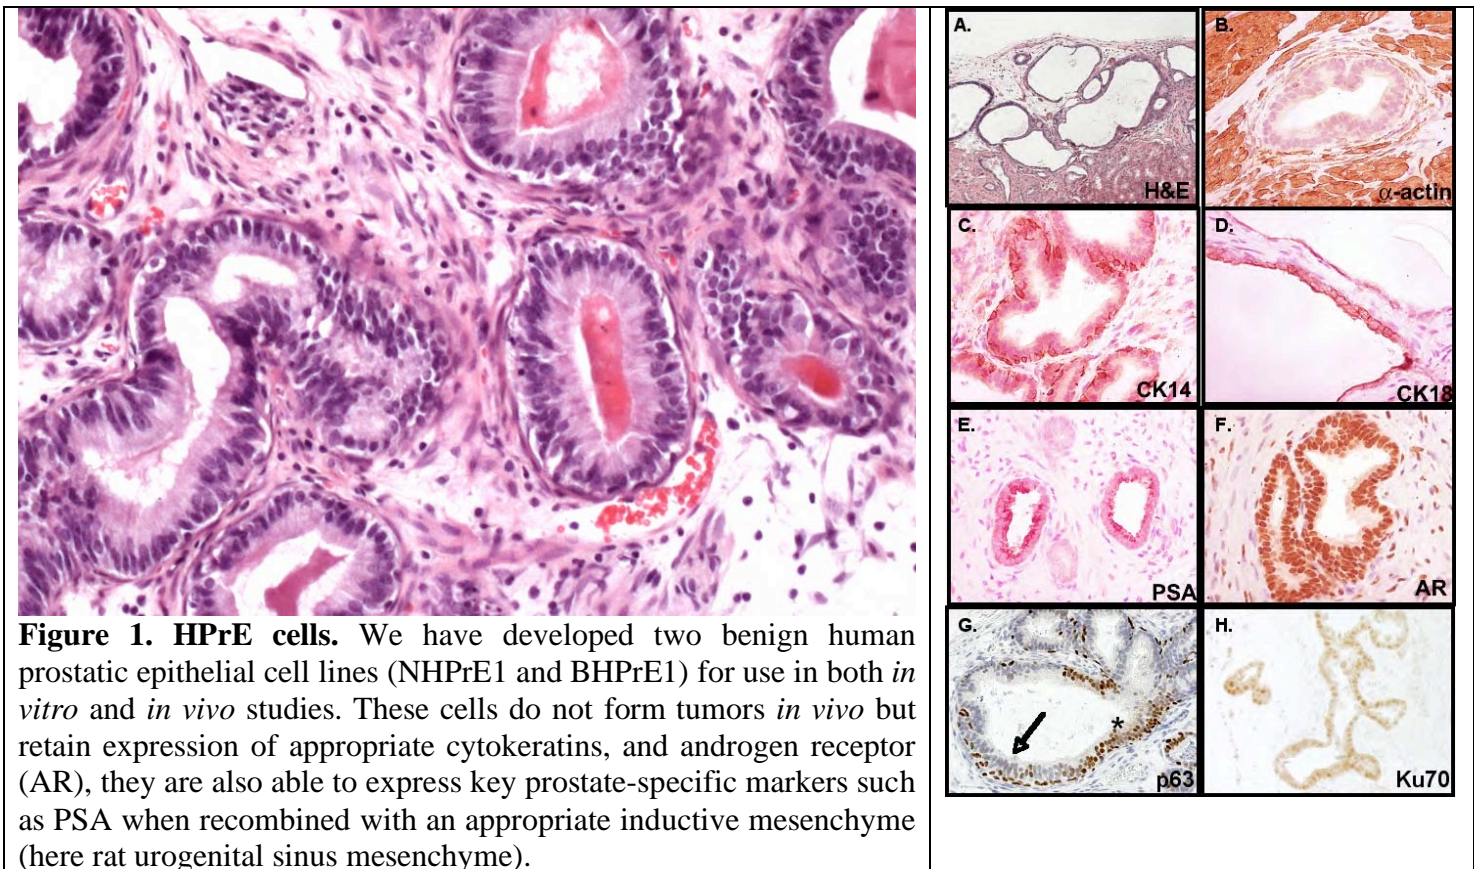 Figure 1. HPrE cells. We have developed two benign human
prostatic epithelial cell lines (NHPrE1 and BHPrE1) for use in both in
vitro and in vivo studies. These cells do not form tumors in vivo but
retain expression of appropriate cytokeratins, and androgen receptor
(AR), they are also able to express key prostate-specific markers such
as PSA when recombined with an appropriate inductive mesenchyme
(here rat urogenital sinus mesenchyme).
A.
H&E
B.
α-actin
C.
CK14
D.
CK18
E.
PSA
F.
AR
G.
*
p63
H.
Ku70